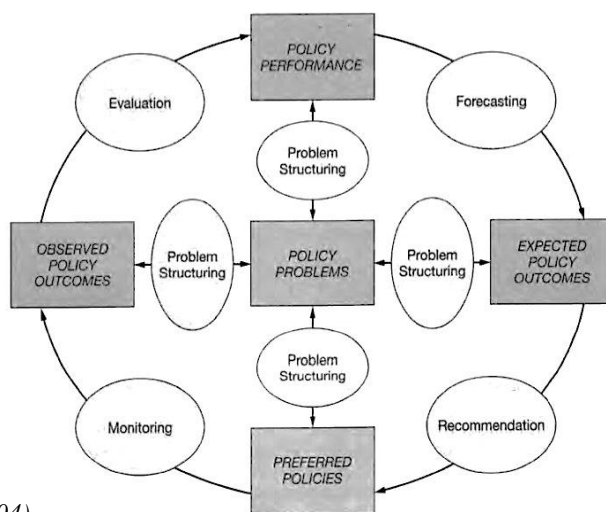 POLICY
PERFORMANCE
Evaluation
Forecasting
Problem
Structuring
OBSERVED
POLICY
OUTCOMES
Problem
Structuring
POLICY
PROBLEMS
Problem
Structuring
EXPECTED
POLICY
OUTCOMES
Problem
Structuring
Monitoring
Recommendation
PREFERRED
POLICIES